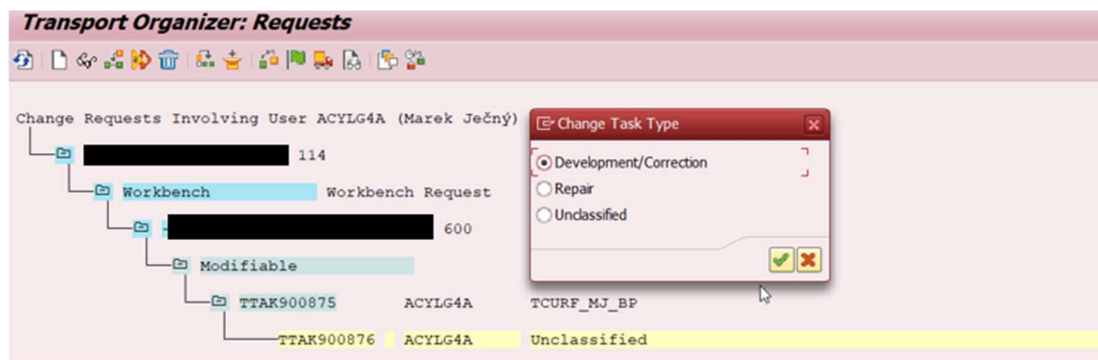 Transport Organizer: Requests
Change Requests Involving User ACYLG4A (Marek Ječný)
114
Workbench Workbench Request
600
Modifiable
TTAK900875 ACYLG4A TCURF_MJ_BP
TTAK900876 ACYLG4A Unclassified
Change Task Type
Development/Correction
Repair
Unclassified